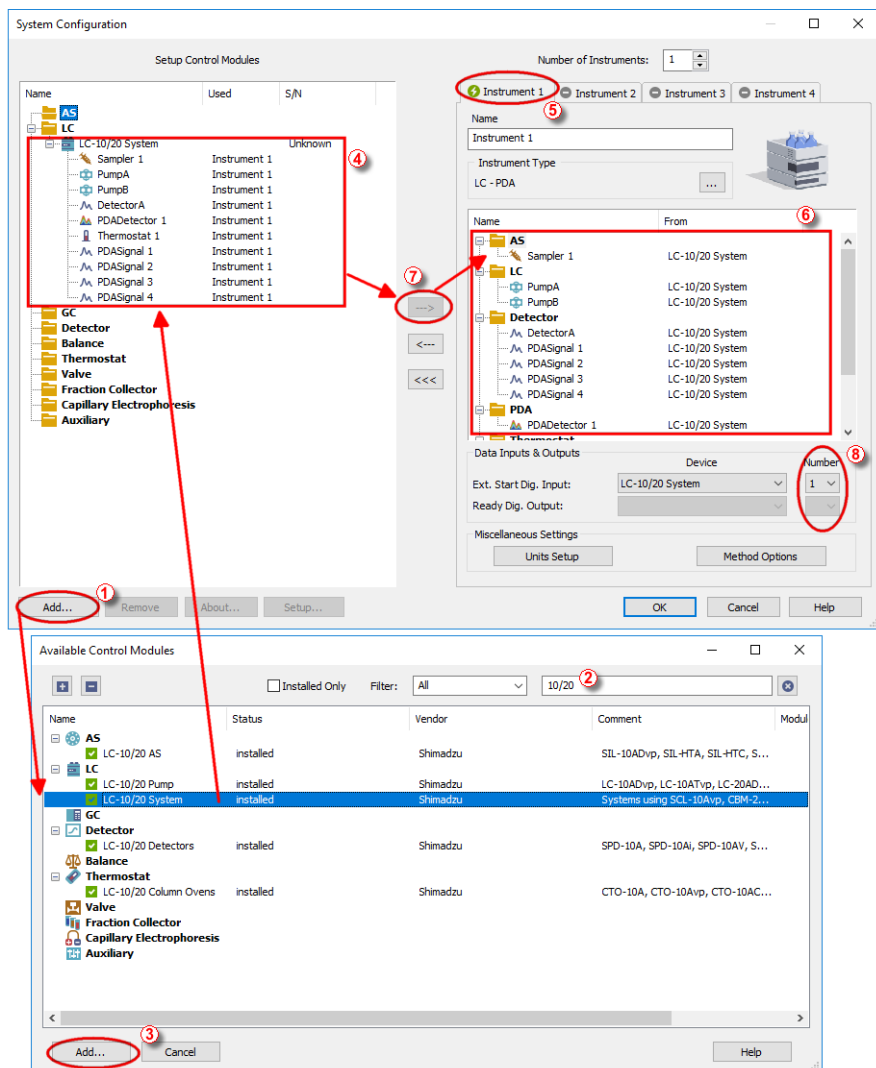 System Configuration
Setup Control Modules
Number of Instruments: 1
Name Used S/N
AS
LC
LC-10/20 System Unknown
Sampler 1 Instrument 1
PumpA Instrument 1
PumpB Instrument 1
DetectorA Instrument 1
PDADetector 1 Instrument 1
Thermostat 1 Instrument 1
PDASignal 1 Instrument 1
PDASignal 2 Instrument 1
PDASignal 3 Instrument 1
PDASignal 4 Instrument 1
GC
Detector
Balance
Thermostat
Valve
Fraction Collector
Capillary Electrophoresis
Auxiliary
④
⑦
--->
<---
<<<
Instrument 1 Instrument 2 Instrument 3 Instrument 4
⑤
Name
Instrument 1
Instrument Type
LC - PDA ...
Name From ⑥
AS
Sampler 1 LC-10/20 System
LC
PumpA LC-10/20 System
PumpB LC-10/20 System
Detector
DetectorA LC-10/20 System
PDASignal 1 LC-10/20 System
PDASignal 2 LC-10/20 System
PDASignal 3 LC-10/20 System
PDASignal 4 LC-10/20 System
PDA
PDADetector 1 LC-10/20 System
Thermostat
Data Inputs & Outputs
Device Number ⑧
Ext. Start Dig. Input: LC-10/20 System 1
Ready Dig. Output:
Miscellaneous Settings
Units Setup Method Options
①
Add... Remove About... Setup... OK Cancel Help
Available Control Modules
Installed Only Filter: All 10/20 ②
Name Status Vendor Comment Modul
AS
LC-10/20 AS installed Shimadzu SIL-10ADvp, SIL-HTA, SIL-HTC, S...
LC
LC-10/20 Pump installed Shimadzu LC-10ADvp, LC-10ATvp, LC-20AD...
LC-10/20 System installed Shimadzu Systems using SCL-10Avp, CBM-2...
GC
Detector
LC-10/20 Detectors installed Shimadzu SPD-10A, SPD-10Ai, SPD-10AV, S...
Balance
Thermostat
LC-10/20 Column Ovens installed Shimadzu CTO-10A, CTO-10Avp, CTO-10AC...
Valve
Fraction Collector
Capillary Electrophoresis
Auxiliary
③
Add... Cancel Help